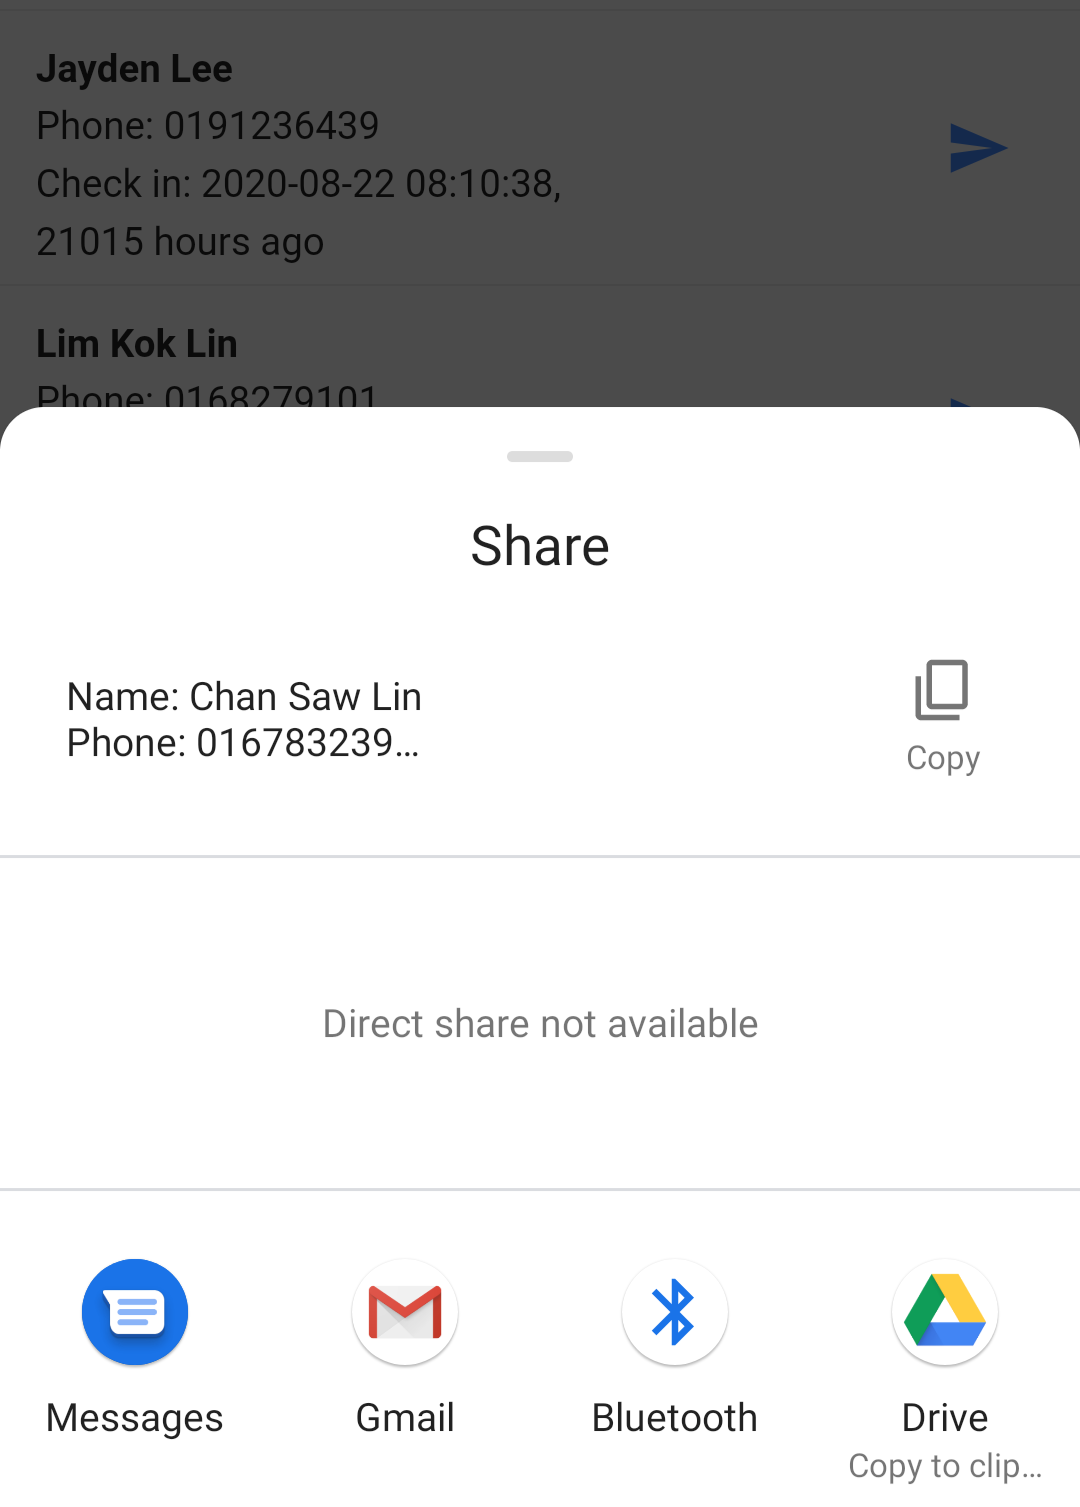 Jayden Lee
Phone: 0191236439
Check in: 2020-08-22 08:10:38,
21015 hours ago
Lim Kok Lin
Phone: 0168279101
Share
Name: Chan Saw Lin
Phone: 016783239...
Copy
Direct share not available
Messages
Gmail
Bluetooth
Drive
Copy to clip...